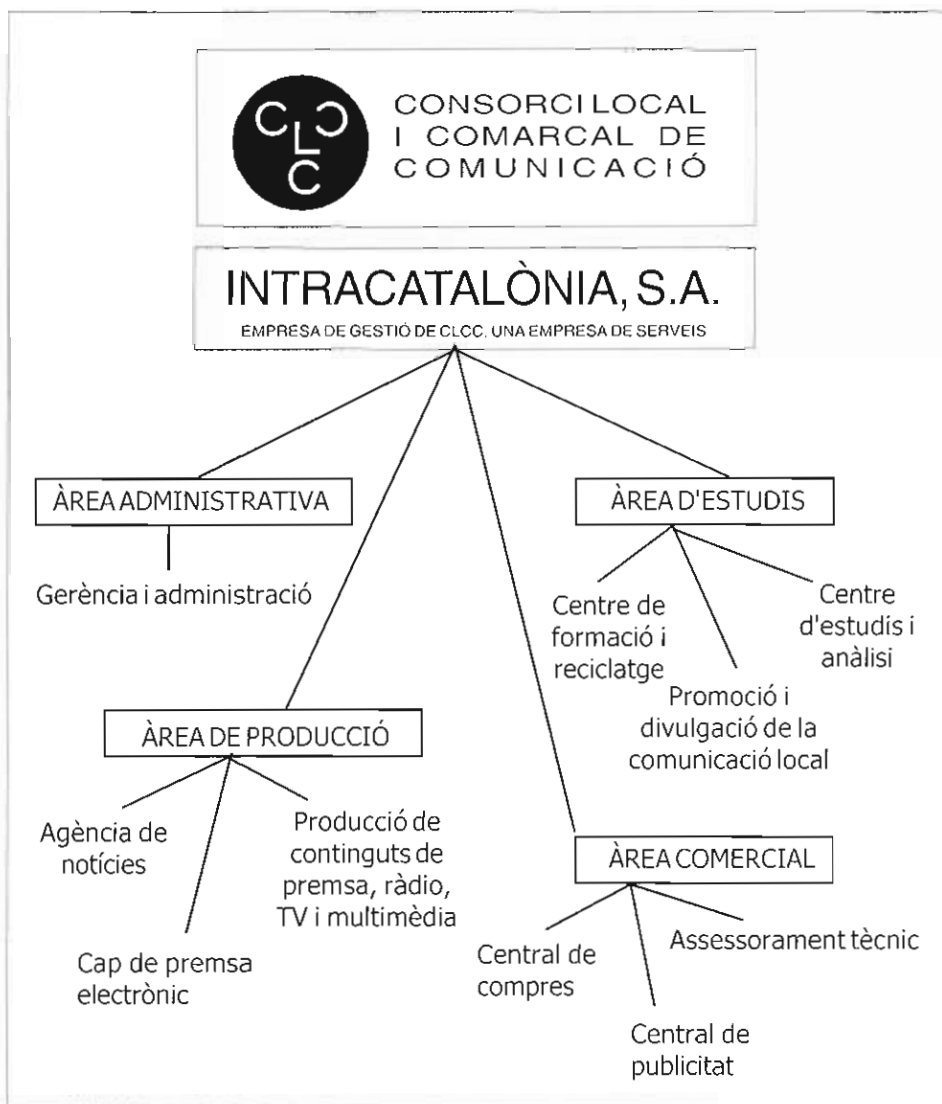 CLCC
CONSORCI LOCAL
I COMARCAL DE
COMUNICACIÓ
INTRACATALÒNIA, S.A.
EMPRESA DE GESTIÓ DE CLCC. UNA EMPRESA DE SERVEIS
ÀREA ADMINISTRATIVA
Gerència i administració
ÀREA D'ESTUDIS
Centre de
formació i
reciclatge
Promoció i
divulgació de la
comunicació local
Centre
d'estudis i
anàlisi
ÀREA DE PRODUCCIÓ
Agència de
notícies
Cap de premsa
electrònic
Producció de
continguts de
premsa, ràdio,
TV i multimèdia
ÀREA COMERCIAL
Central de
compres
Central de
publicitat
Assessorament tècnic